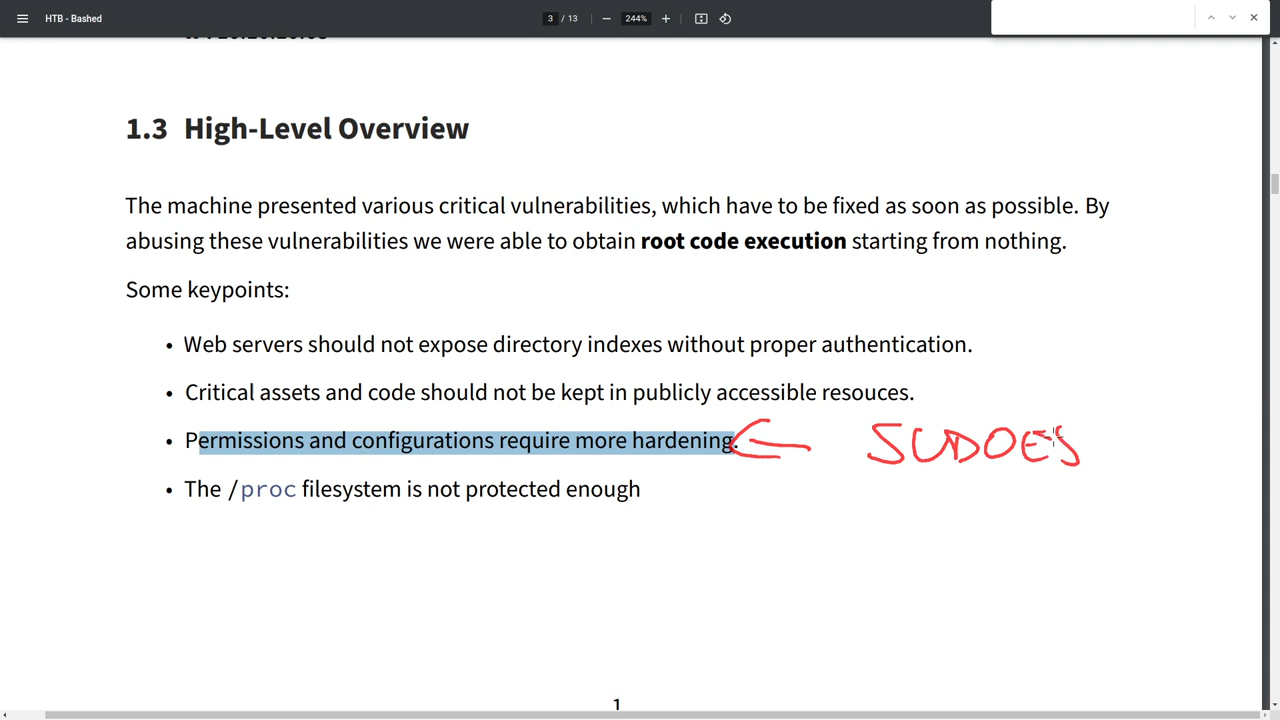 HTB - Bashed
3 / 13
244%
1.3 High-Level Overview
The machine presented various critical vulnerabilities, which have to be fixed as soon as possible. By
abusing these vulnerabilities we were able to obtain root code execution starting from nothing.
Some keypoints:
• Web servers should not expose directory indexes without proper authentication.
• Critical assets and code should not be kept in publicly accessible resouces.
• Permissions and configurations require more hardening. SUDOES
• The /proc filesystem is not protected enough
1